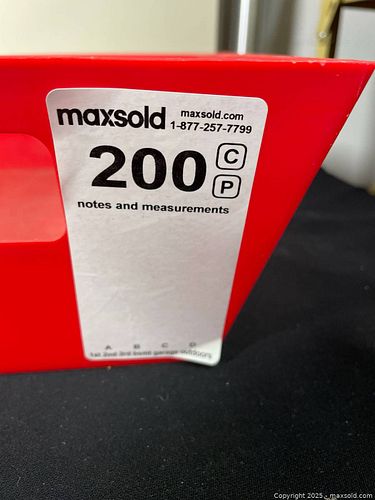 maxsold
maxsold.com
1-877-257-7799
200
C
P
notes and measurements
A B C D
1st 2nd 3rd bsmt garage outdoors
Copyright 2025 - maxsold.com